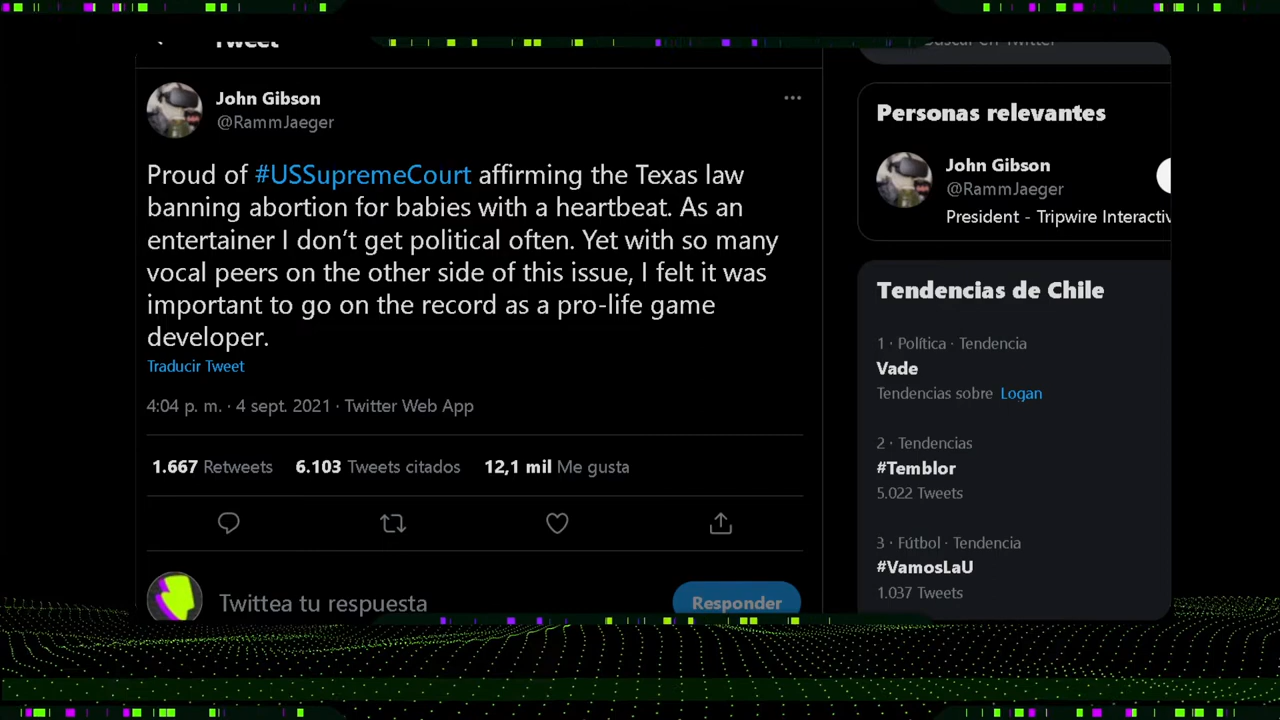 Tweet
John Gibson
@RammJaeger
Proud of #USSupremeCourt affirming the Texas law
banning abortion for babies with a heartbeat. As an
entertainer I don’t get political often. Yet with so many
vocal peers on the other side of this issue, I felt it was
important to go on the record as a pro-life game
developer.
Traducir Tweet
4:04 p. m. · 4 sept. 2021 · Twitter Web App
1.667 Retweets 6.103 Tweets citados 12,1 mil Me gusta
Twittea tu respuesta
Responder
Buscar en Twitter
Personas relevantes
John Gibson
@RammJaeger
President - Tripwire Interactiv
Tendencias de Chile
1 · Política · Tendencia
Vade
Tendencias sobre Logan
2 · Tendencias
#Temblor
5.022 Tweets
3 · Fútbol · Tendencia
#VamosLaU
1.037 Tweets